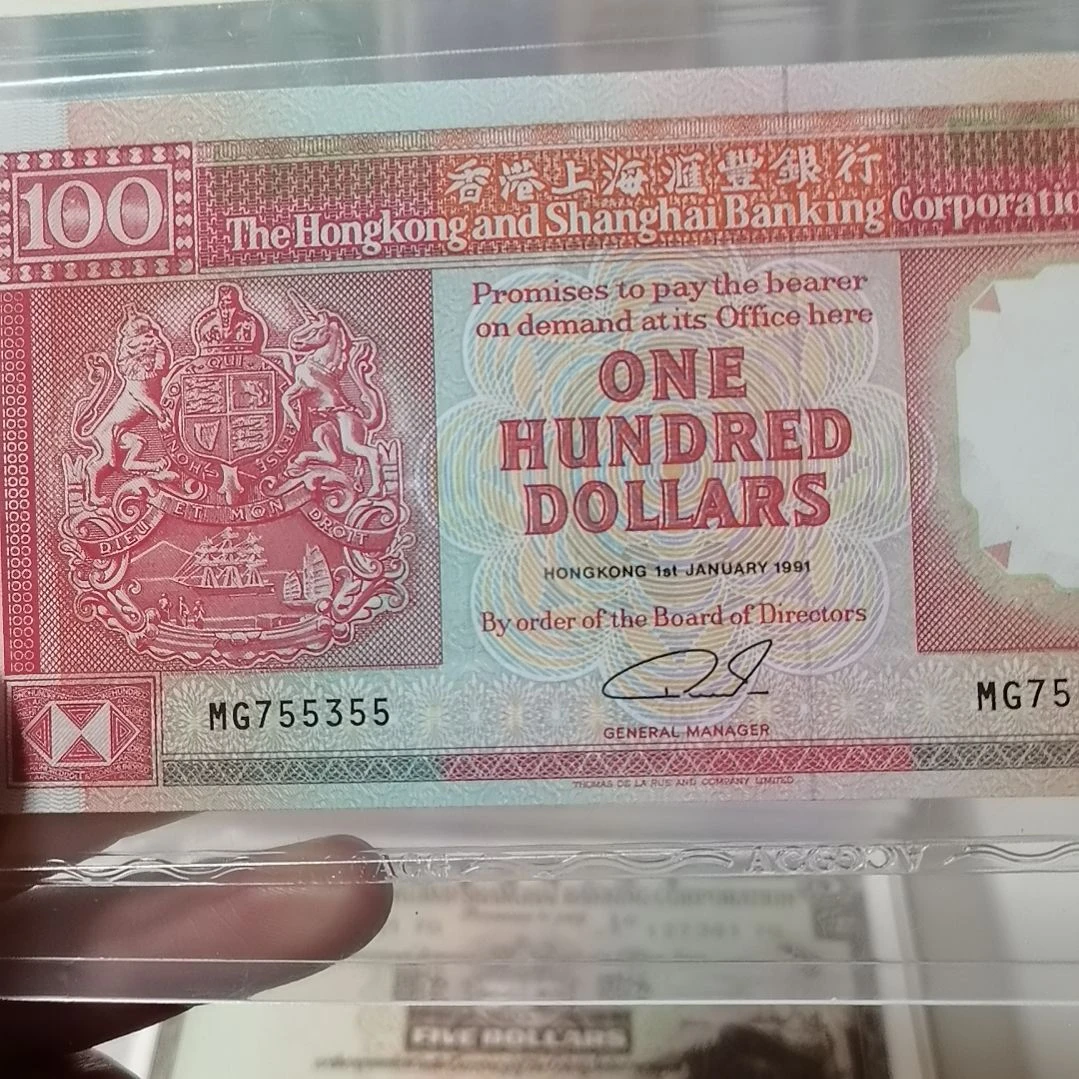 100
香港上海滙豐銀行
The Hongkong and Shanghai Banking Corporatio
Promises to pay the bearer
on demand at its Office here
ONE
HUNDRED
DOLLARS
HONGKONG 1st JANUARY 1991
By order of the Board of Directors
MG755355
MG75
GENERAL MANAGER
THOMAS DE LA RUE AND COMPANY LIMITED
DIEU ET MON DROIT
ACG
ACG
FIVE DOLLARS